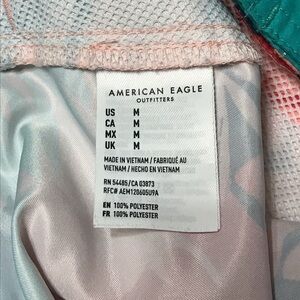 AMERICAN EAGLE
OUTFITTERS
US M
CA M
MX M
UK M
MADE IN VIETNAM / FABRIQUÉ AU
VIETNAM / HECHO EN VIETNAM
RN 54485/CA 03873
RFC# AEM120605U9A
EN 100% POLYESTER
FR 100% POLYESTER